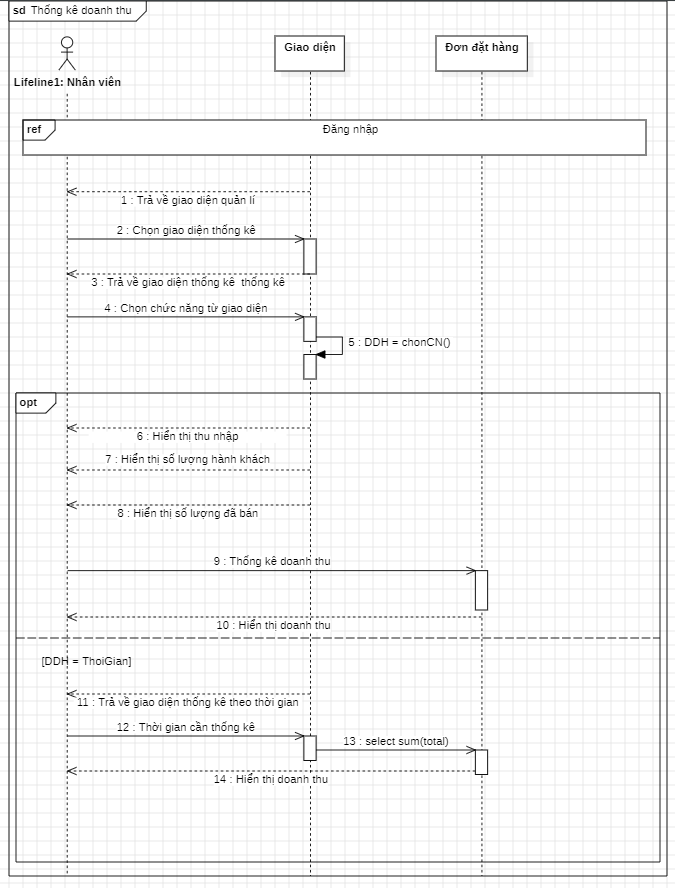 sd Thống kê doanh thu
Giao diện
Đơn đặt hàng
Lifeline1: Nhân viên
ref
Đăng nhập
1 : Trả về giao diện quản lí
2 : Chọn giao diện thống kê
3 : Trả về giao diện thống kê  thống kê
4 : Chọn chức năng từ giao diện
5 : DDH = chonCN()
opt
6 : Hiển thị thu nhập
7 : Hiển thị số lượng hành khách
8 : Hiển thị số lượng đã bán
9 : Thống kê doanh thu
10 : Hiển thị doanh thu
[DDH = ThoiGian]
11 : Trả về giao diện thống kê theo thời gian
12 : Thời gian cần thống kê
13 : select sum(total)
14 : Hiển thị doanh thu